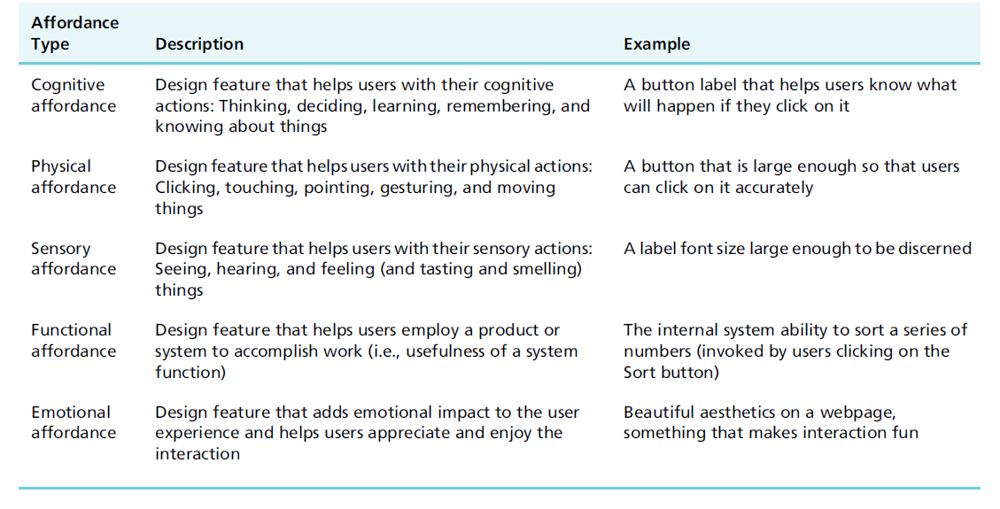 Affordance
Type
Description
Example
Cognitive
affordance
Design feature that helps users with their cognitive
actions: Thinking, deciding, learning, remembering, and
knowing about things
A button label that helps users know what
will happen if they click on it
Physical
affordance
Design feature that helps users with their physical actions:
Clicking, touching, pointing, gesturing, and moving
things
A button that is large enough so that users
can click on it accurately
Sensory
affordance
Design feature that helps users with their sensory actions:
Seeing, hearing, and feeling (and tasting and smelling)
things
A label font size large enough to be discerned
Functional
affordance
Design feature that helps users employ a product or
system to accomplish work (i.e., usefulness of a system
function)
The internal system ability to sort a series of
numbers (invoked by users clicking on the
Sort button)
Emotional
affordance
Design feature that adds emotional impact to the user
experience and helps users appreciate and enjoy the
interaction
Beautiful aesthetics on a webpage,
something that makes interaction fun